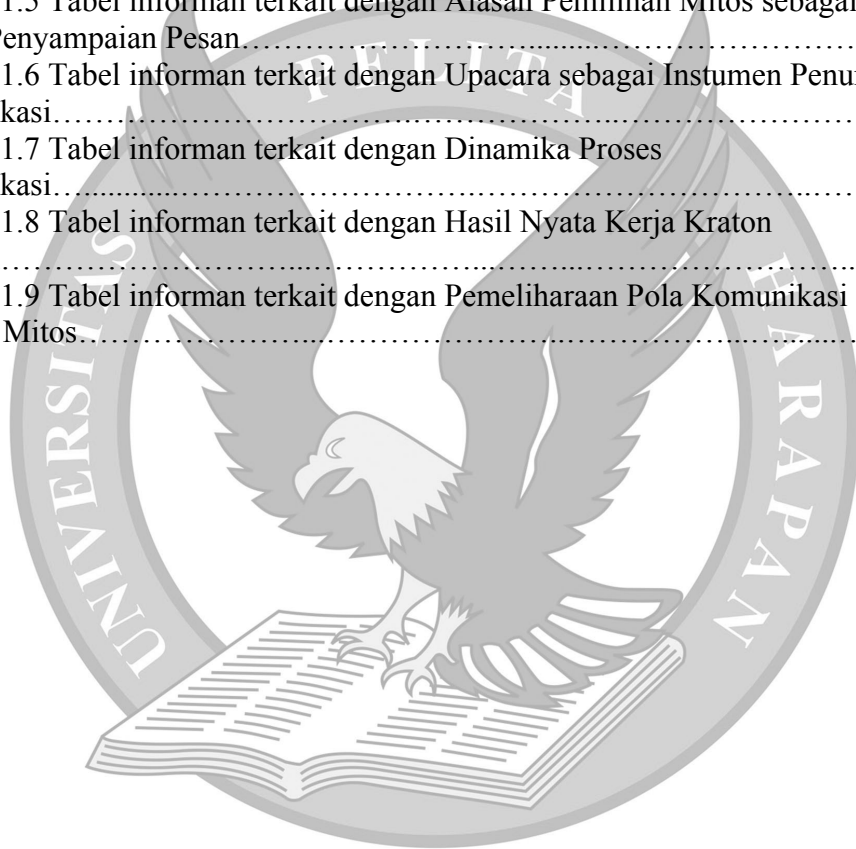 1.5 Tabel informan terkait dengan Alasan Pemilihan Mitos sebagai
Penyampaian Pesan……………………………......………………………….
1.6 Tabel informan terkait dengan Upacara sebagai Instumen
kasi……………………………...……………………..……………………
1.7 Tabel informan terkait dengan Dinamika Proses
kasi…...........…………………………….…………………………..……
1.8 Tabel informan terkait dengan Hasil Nyata Kerja Kraton
……………………………...………………...………...………………………...
1.9 Tabel informan terkait dengan Pemeliharaan Pola Komunikasi
Mitos……………………...…………………………………………...…….......…
UNIVERSITAS PELITA HARAPAN